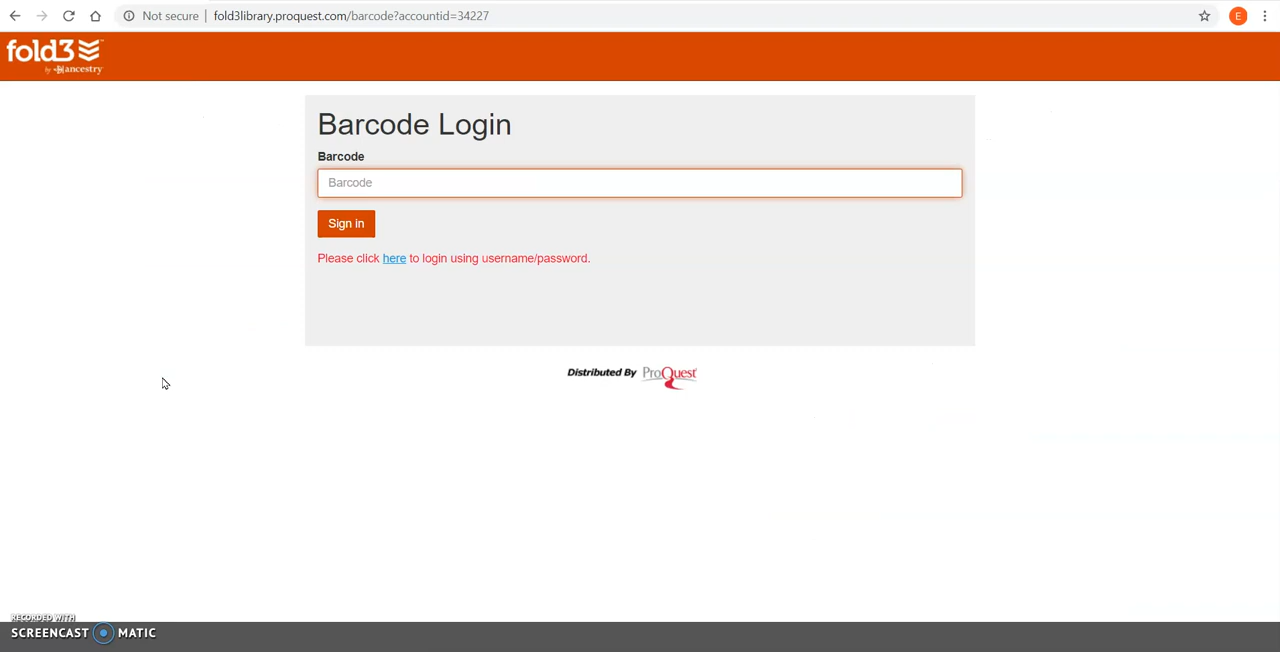 Not secure | fold3library.proquest.com/barcode?accountid=34227
E
fold3
by ancestry
Barcode Login
Barcode
Barcode
Sign in
Please click here to login using username/password.
Distributed By ProQuest
RECORDED WITH
SCREENCAST MATIC